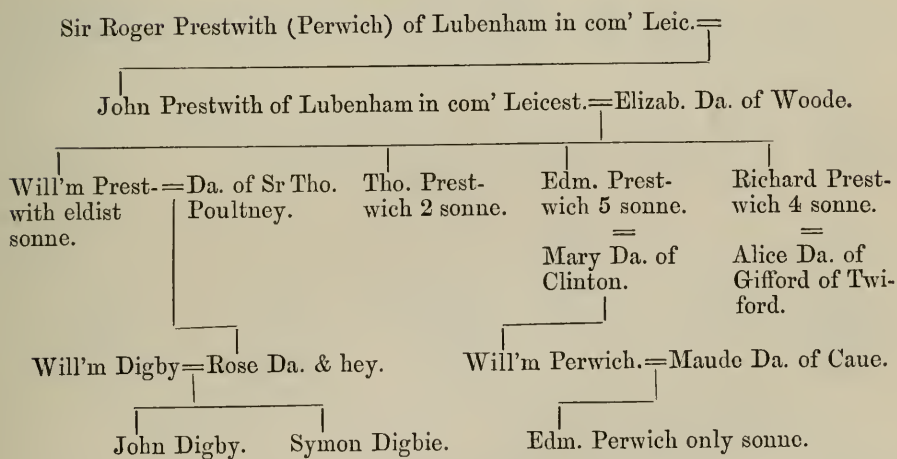 Sir Roger Prestwith (Perwich) of Lubenham in com' Leic.=
John Prestwith of Lubenham in com' Leicest.=Elizab. Da. of Woode.
Will'm Prest-
with eldist
sonne.
=Da. of Sr Tho.
Poultney.
Tho. Prest-
wich 2 sonne.
Edm. Prest-
wich 5 sonne.
=
Mary Da. of
Clinton.
Richard Prest-
wich 4 sonne.
=
Alice Da. of
Gifford of Twi-
ford.
Will'm Digby=Rose Da. & hey.
Will'm Perwich.=Maude Da. of Caue.
John Digby.
Symon Digbie.
Edm. Perwich only sonne.